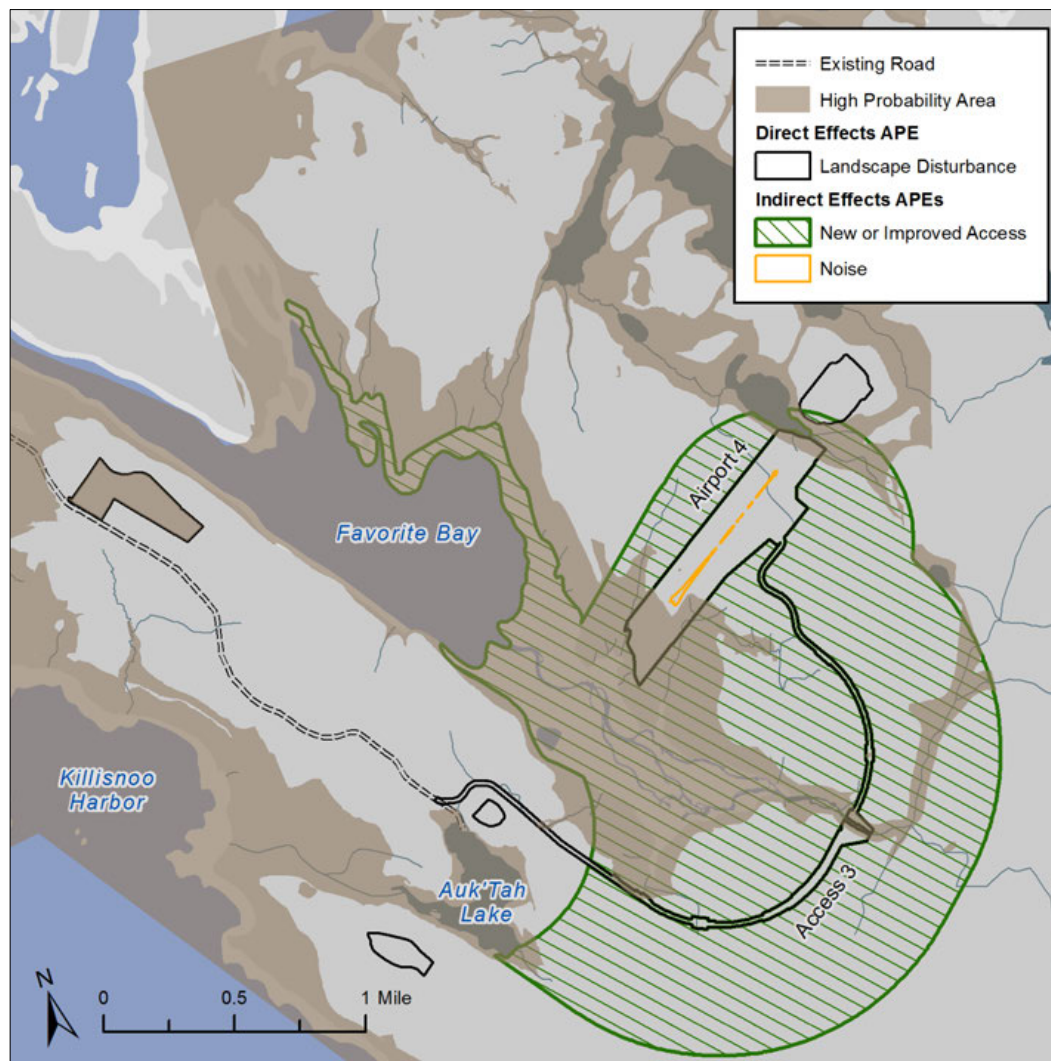 Existing Road
High Probability Area
Direct Effects APE
Landscape Disturbance
Indirect Effects APEs
New or Improved Access
Noise
Airport 4
Favorite Bay
Killisnoo
Harbor
Auk'Tah
Lake
Access 3
N
0 0.5 1 Mile